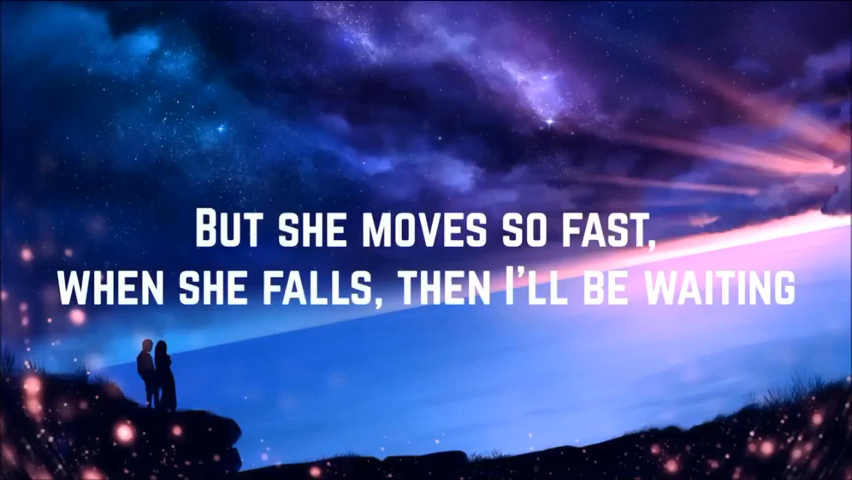 But she moves so fast,
when she falls, then I'll be waiting